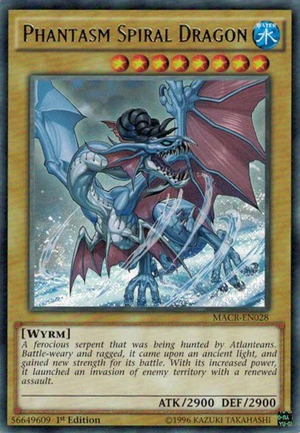 PHANTASM SPIRAL DRAGON
WATER
水
MACR-EN028
[WYRM]
A ferocious serpent that was being hunted by Atlanteans.
Battle-weary and ragged, it came upon an ancient light, and
gained new strength for its battle. With its increased power,
it launched an invasion of enemy territory with a renewed
assault.
ATK/2900 DEF/2900
56649609 1st Edition ©1996 KAZUKI TAKAHASHI